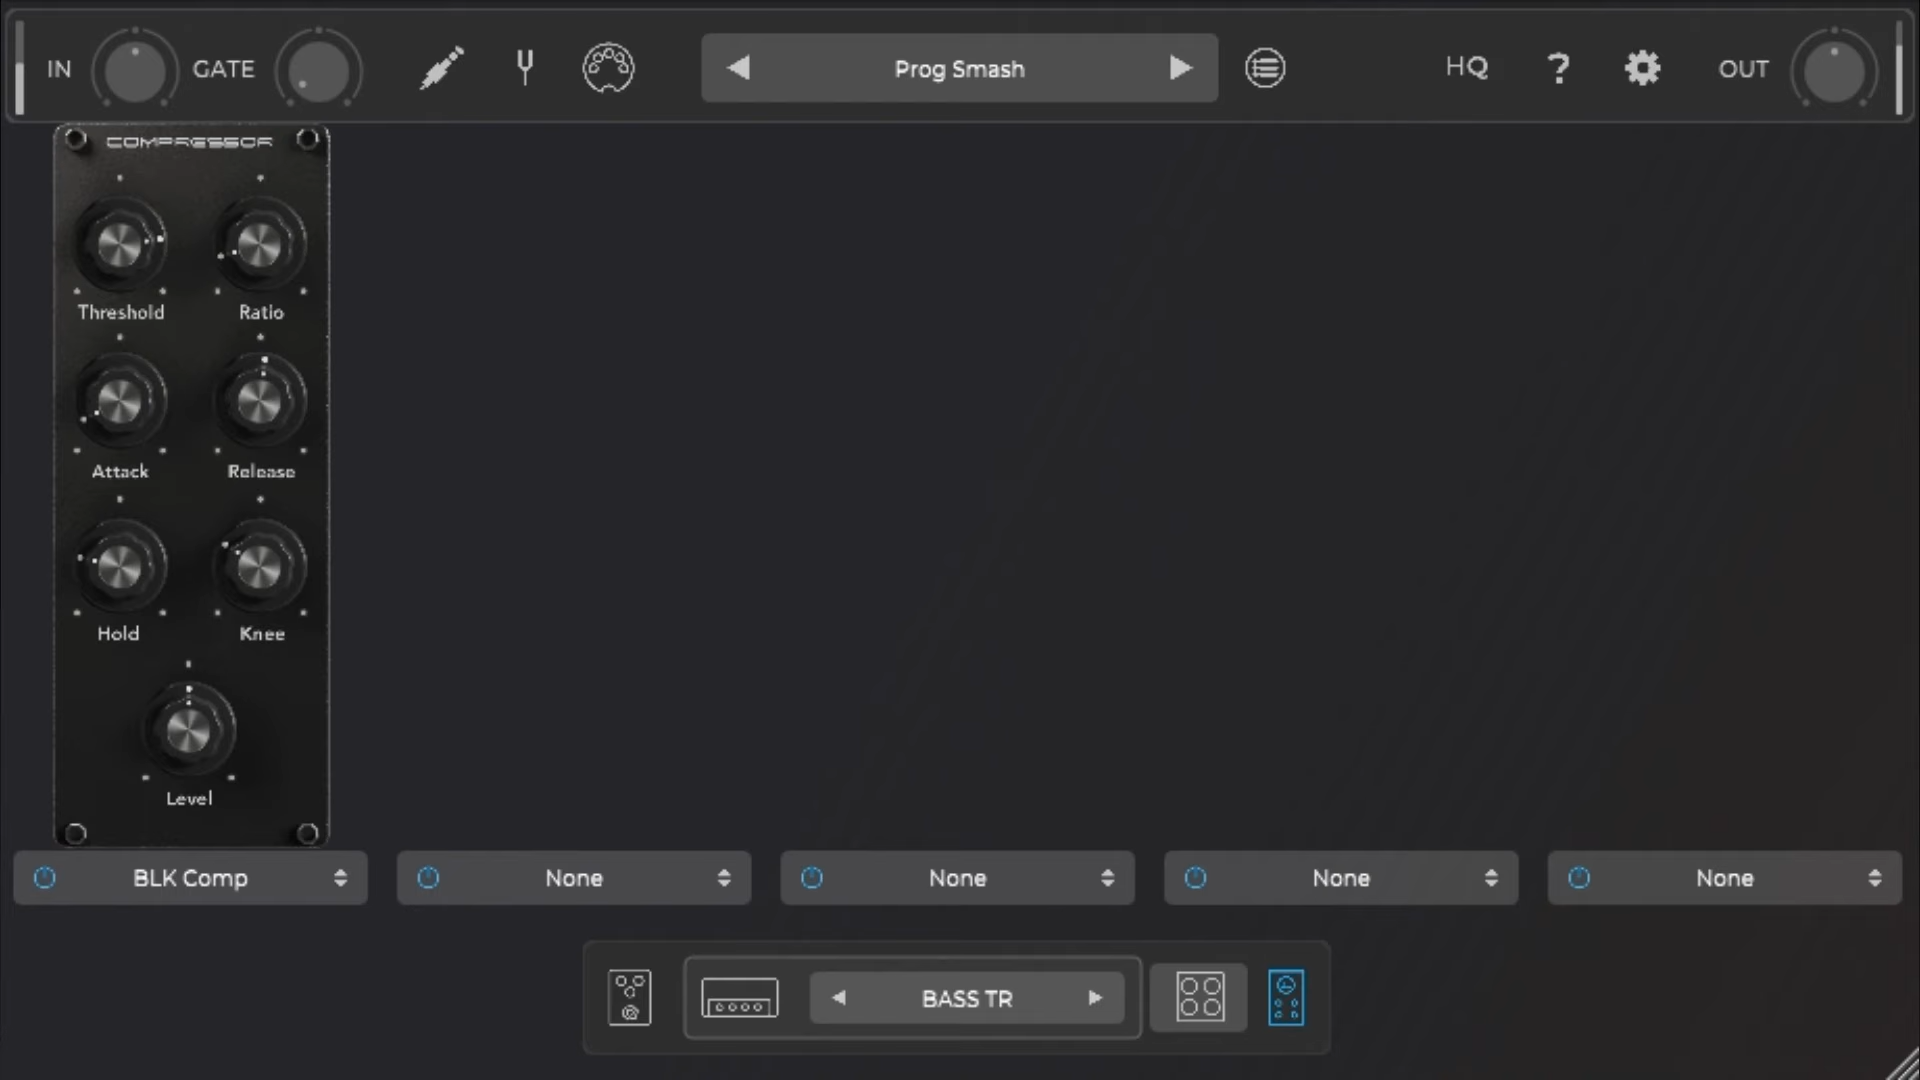 IN
GATE
Prog Smash
HQ
?
OUT
COMPRESSOR
Threshold
Ratio
Attack
Release
Hold
Knee
Level
BLK Comp
None
None
None
None
BASS TR